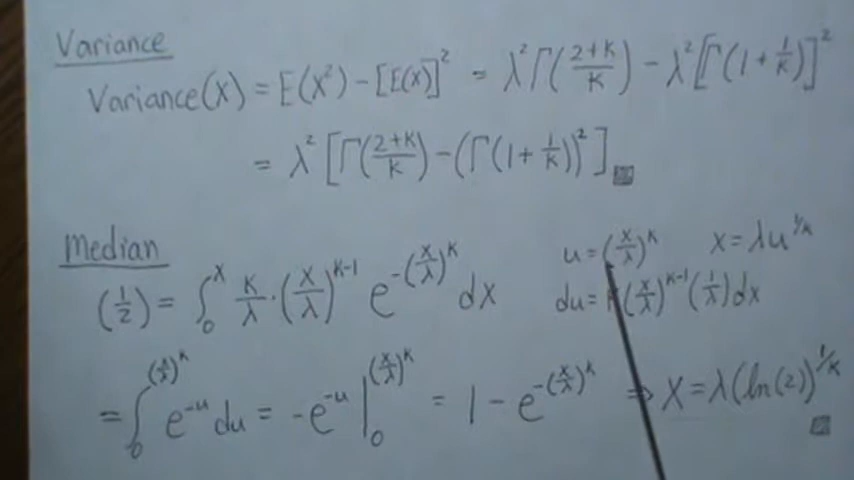 Variance
Variance(X) = E(X²) - [E(X)]² = λ²Γ((2+K)/K) - λ²[Γ(1 + 1/K)]²
= λ²[Γ((2+K)/K) - (Γ(1 + 1/K))²]
Median
(1/2) = ∫₀ˣ K/λ · (X/λ)^(K-1) e^(-(X/λ)^K) dX
u = (X/λ)^K X = λu^(1/K)
du = K(X/λ)^(K-1) (1/λ) dX
= ∫₀^((X/λ)^K) e^(-u) du = -e^(-u) |₀^((X/λ)^K) = 1 - e^(-(X/λ)^K) ⇒ X = λ(ln(2))^(1/K)